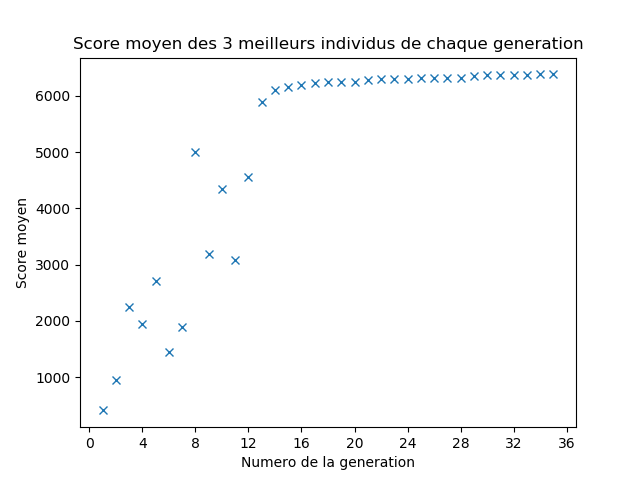 Score moyen des 3 meilleurs individus de chaque generation
6000
5000
4000
3000
2000
1000
Score moyen
0 4 8 12 16 20 24 28 32 36
Numero de la generation